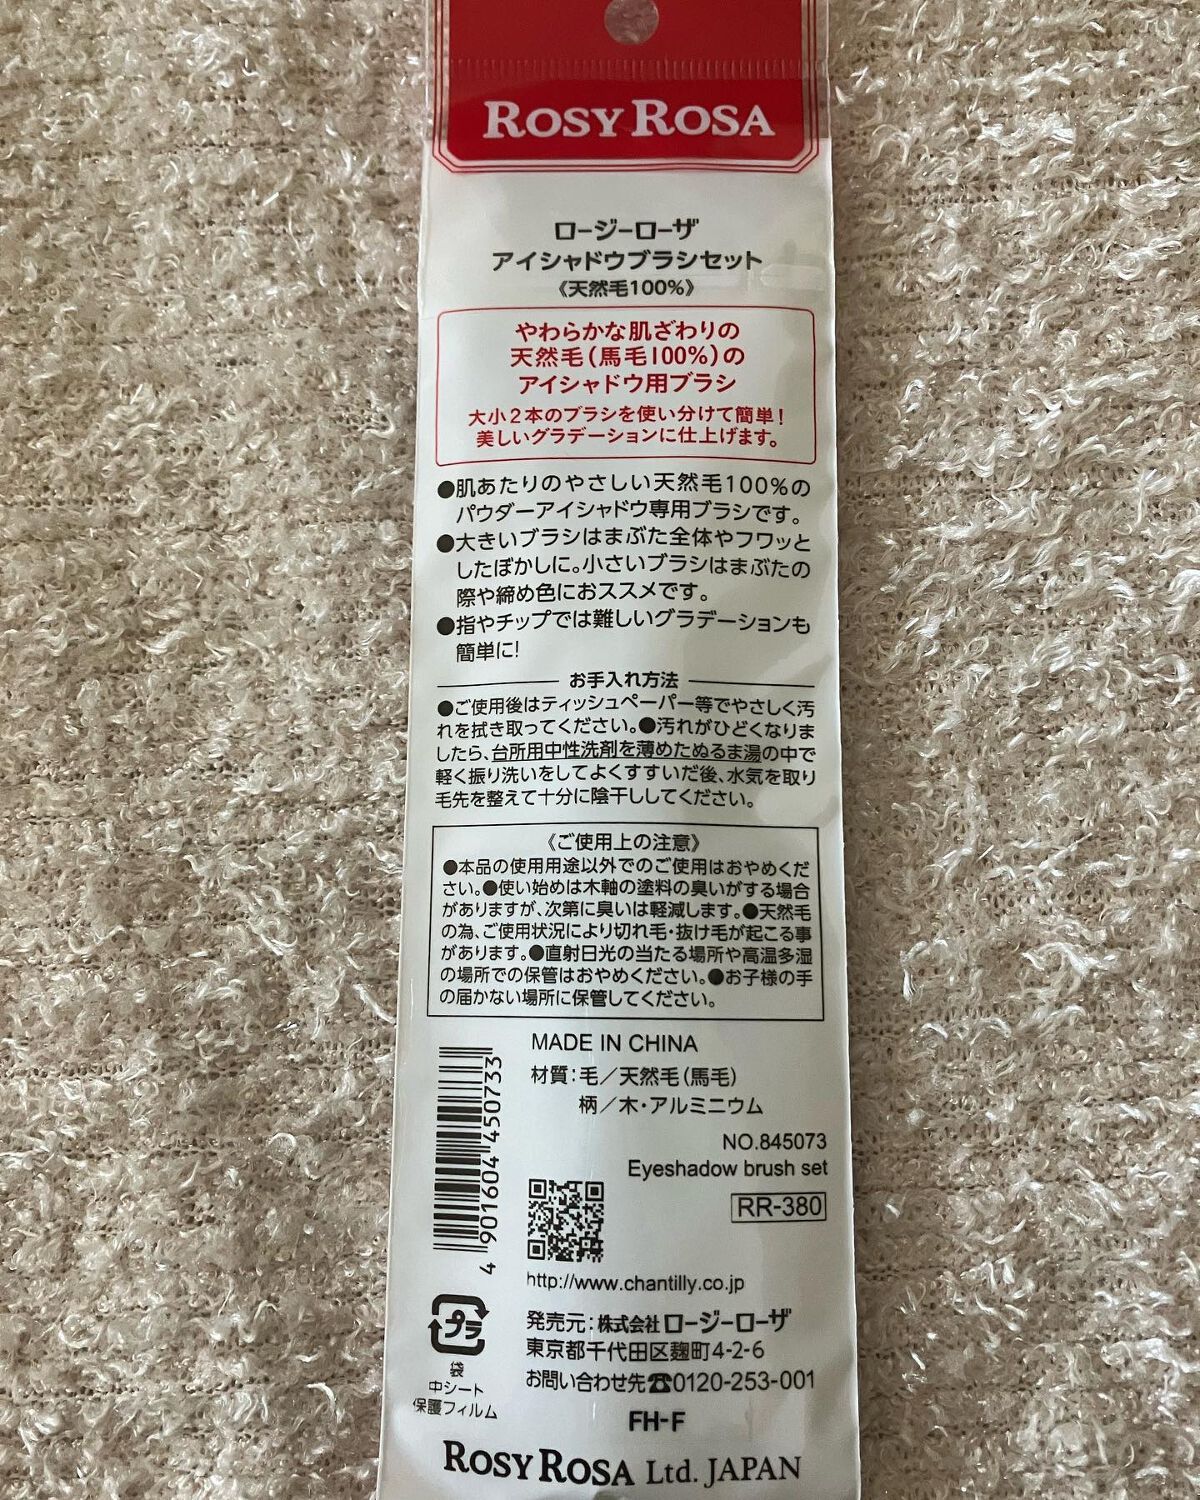 ROSY ROSA
ロージーローザ
アイシャドウブラシセット
《天然毛100%》
やわらかな肌ざわりの
天然毛(馬毛100%)の
アイシャドウ用ブラシ
大小2本のブラシを使い分けて簡単!
美しいグラデーションに仕上げます。
●肌あたりのやさしい天然毛100%の
パウダーアイシャドウ専用ブラシです。
●大きいブラシはまぶた全体やフワッと
したぼかしに。小さいブラシはまぶたの
際や締め色におススメです。
●指やチップでは難しいグラデーションも
簡単に!
お手入れ方法
●ご使用後はティッシュペーパー等でやさしく汚
れを拭き取ってください。●汚れがひどくなりま
したら、台所用中性洗剤を薄めたぬるま湯の中で
軽く振り洗いをしてよくすすいだ後、水気を取り
毛先を整えて十分に陰干ししてください。
《ご使用上の注意》
●本品の使用用途以外でのご使用はおやめくだ
さい。●使い始めは木軸の塗料の臭いがする場合
がありますが、次第に臭いは軽減します。●天然毛
の為、ご使用状況により切れ毛・抜け毛が起こる事
があります。●直射日光の当たる場所や高温多湿
の場所での保管はおやめください。●お子様の手
の届かない場所に保管してください。
MADE IN CHINA
材質:毛/天然毛(馬毛)
柄/木・アルミニウム
NO.845073
Eyeshadow brush set
RR-380
4 901604 450733
http://www.chantilly.co.jp
プラ
袋
中シート
保護フィルム
発売元:株式会社ロージーローザ
東京都千代田区麹町4-2-6
お問い合わせ先☎0120-253-001
FH-F
ROSY ROSA Ltd. JAPAN